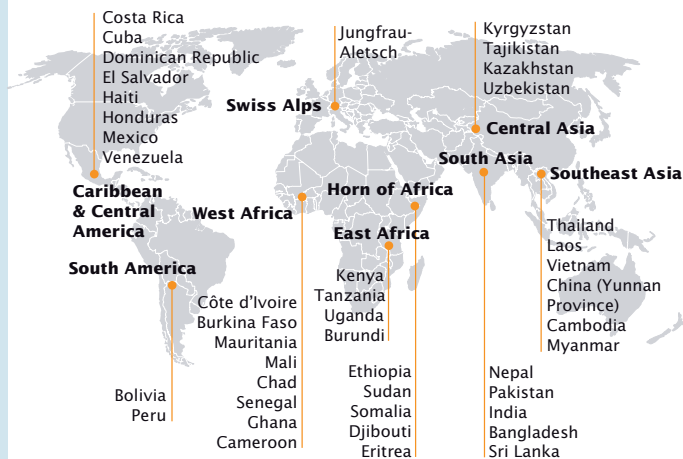 Costa Rica
Cuba
Dominican Republic
El Salvador
Haiti
Honduras
Mexico
Venezuela
Caribbean
& Central
America
Jungfrau-
Aletsch
Swiss Alps
Kyrgyzstan
Tajikistan
Kazakhstan
Uzbekistan
Central Asia
South Asia
Southeast Asia
Horn of Africa
West Africa
East Africa
South America
Thailand
Laos
Vietnam
China (Yunnan
Province)
Cambodia
Myanmar
Kenya
Tanzania
Uganda
Burundi
Côte d’Ivoire
Burkina Faso
Mauritania
Mali
Chad
Senegal
Ghana
Cameroon
Bolivia
Peru
Ethiopia
Sudan
Somalia
Djibouti
Eritrea
Nepal
Pakistan
India
Bangladesh
Sri Lanka